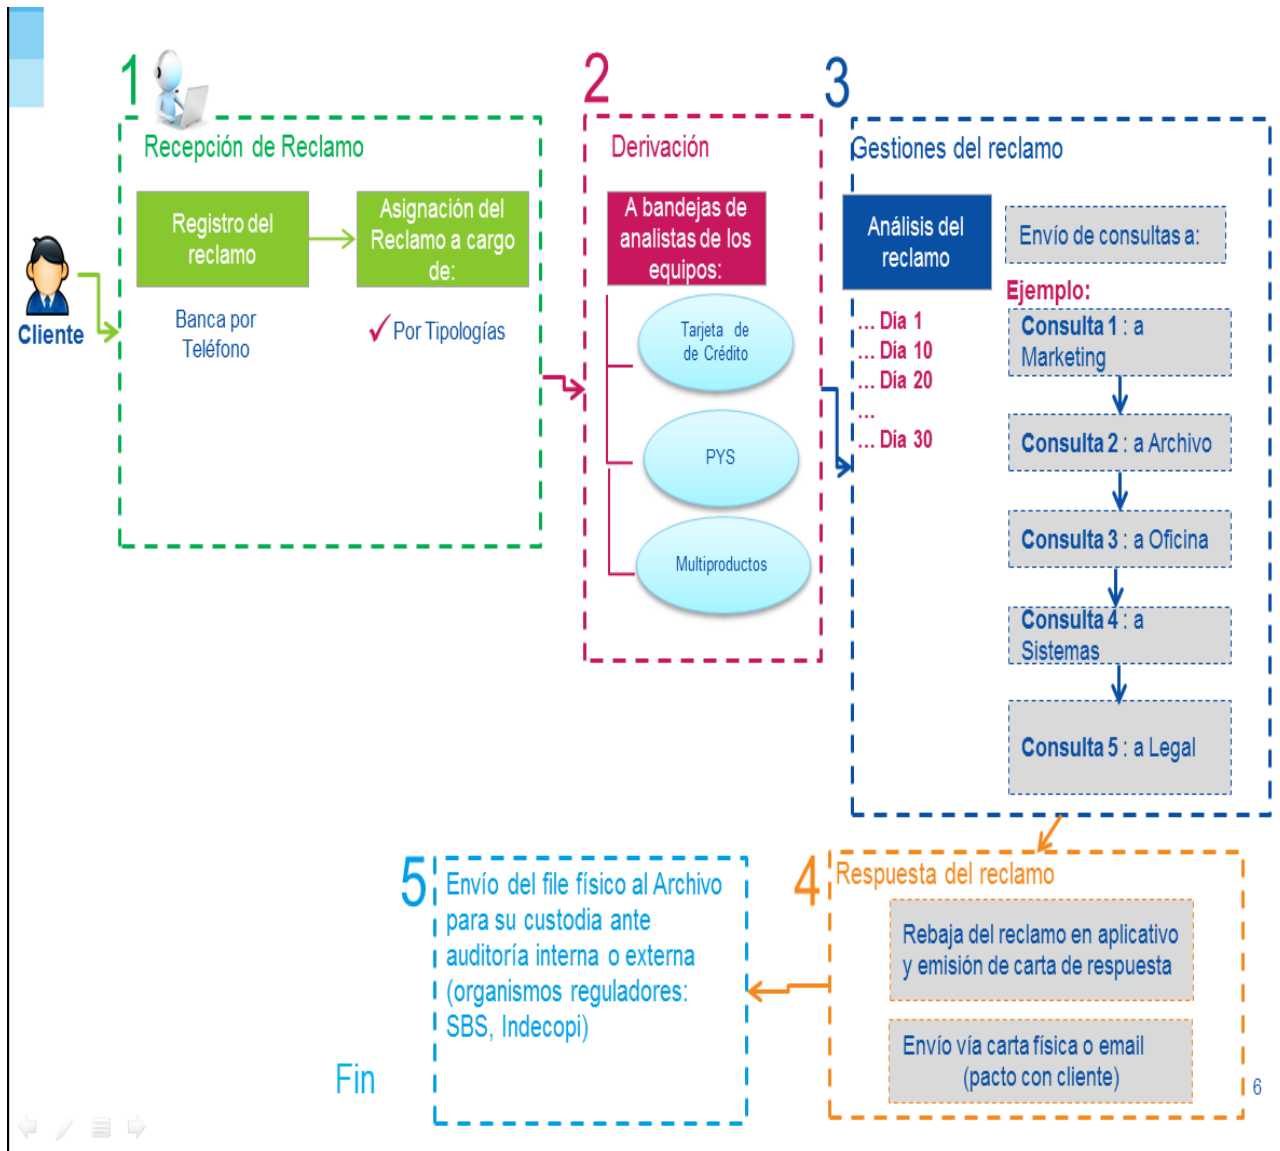 1
Recepción de Reclamo
Registro del
reclamo
Asignación del
Reclamo a cargo
de:
Cliente
Banca por
Teléfono
Por Tipologías
2
Derivación
A bandejas de
analistas de los
equipos:
Tarjeta de
de Crédito
PYS
Multiproductos
3
Gestiones del reclamo
Análisis del
reclamo
... Día 1
... Día 10
... Día 20
...
... Día 30
Envío de consultas a:
Ejemplo:
Consulta 1 : a
Marketing
Consulta 2 : a Archivo
Consulta 3 : a Oficina
Consulta 4 : a
Sistemas
Consulta 5 : a Legal
4
Respuesta del reclamo
Rebaja del reclamo en aplicativo
y emisión de carta de respuesta
Envío vía carta física o email
(pacto con cliente)
5
Envío del file físico al Archivo
para su custodia ante
auditoría interna o externa
(organismos reguladores:
SBS, Indecopi)
Fin
6